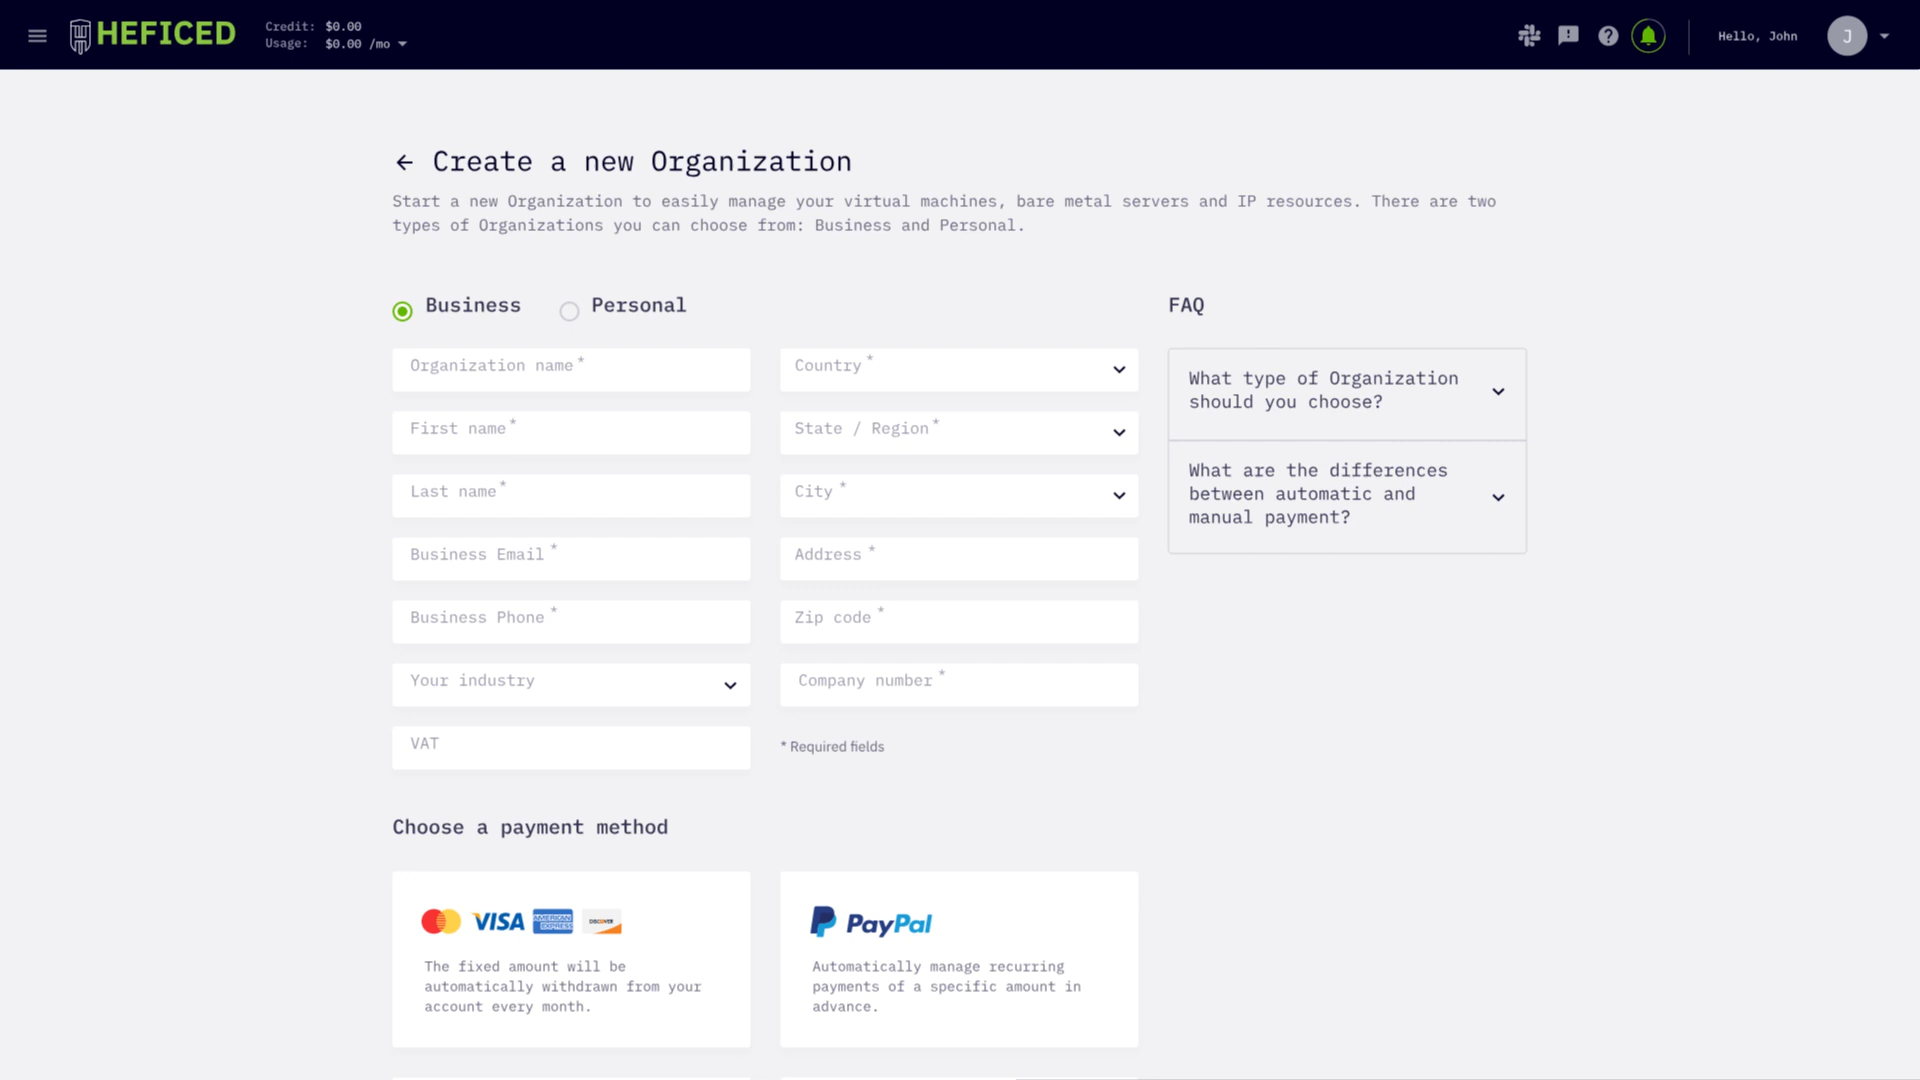 HEFICED
Credit: $0.00
Usage: $0.00 /mo
Hello, John
J
Create a new Organization
Start a new Organization to easily manage your virtual machines, bare metal servers and IP resources. There are two
types of Organizations you can choose from: Business and Personal.
Business
Personal
FAQ
Organization name *
Country *
First name *
State / Region *
Last name *
City *
Business Email *
Address *
Business Phone *
Zip code *
Your industry
Company number *
VAT
* Required fields
What type of Organization
should you choose?
What are the differences
between automatic and
manual payment?
Choose a payment method
VISA
AMERICAN
EXPRESS
DISCOVER
The fixed amount will be
automatically withdrawn from your
account every month.
PayPal
Automatically manage recurring
payments of a specific amount in
advance.